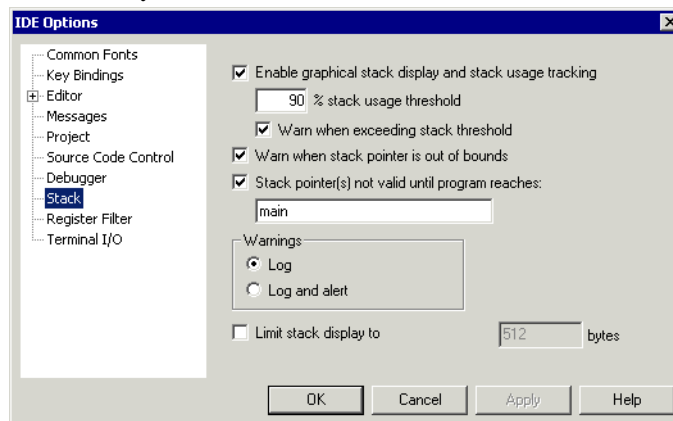 IDE Options
Common Fonts
Key Bindings
Editor
Messages
Project
Source Code Control
Debugger
Stack
Register Filter
Terminal I/O
Enable graphical stack display and stack usage tracking
90 % stack usage threshold
Warn when exceeding stack threshold
Warn when stack pointer is out of bounds
Stack pointer(s) not valid until program reaches:
main
Warnings
Log
Log and alert
Limit stack display to 512 bytes
OK Cancel Apply Help